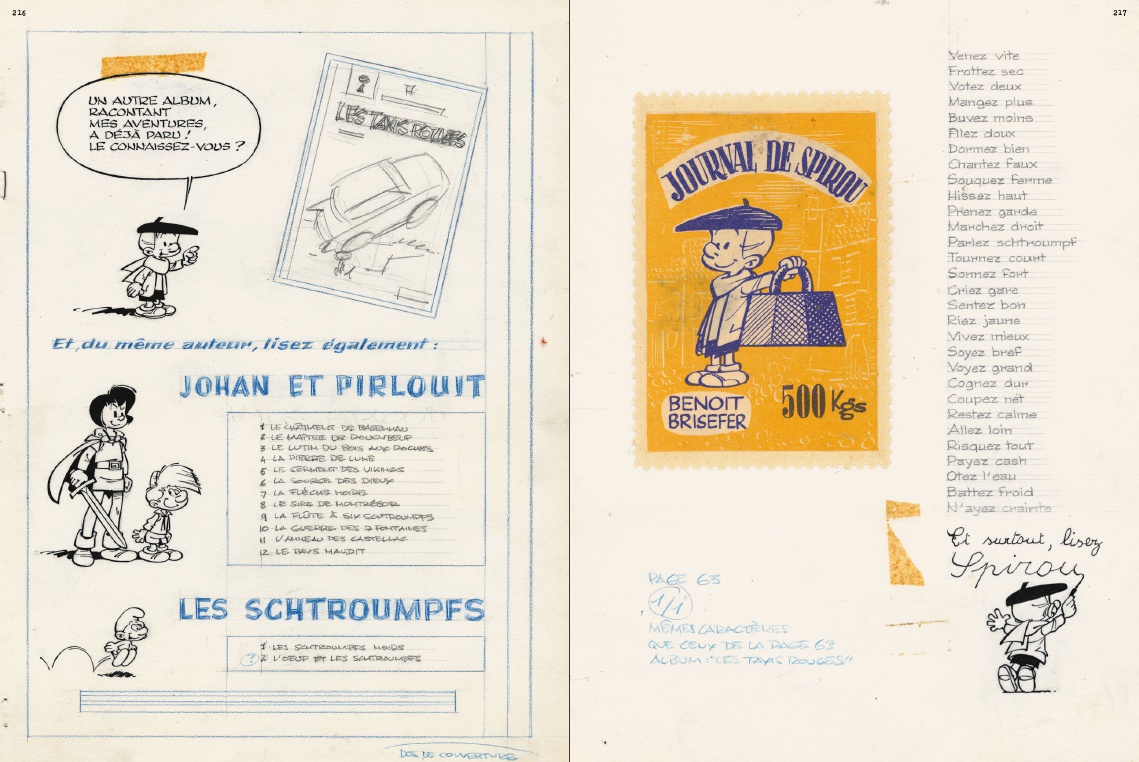 216
UN AUTRE ALBUM,
RACONTANT
MES AVENTURES,
A DÉJÀ PARU !
LE CONNAISSEZ-VOUS ?
LES TAXIS ROUGES
Et, du même auteur, lisez également :
JOHAN ET PIRLOUIT
1 LE CHÂTIMENT DE BASENHAU
2 LE MAÎTRE DE ROUCYBEUF
3 LE LUTIN DU BOIS AUX ROCHES
4 LA PIERRE DE LUNE
5 LE SERMENT DES VIKINGS
6 LA SOURCE DES DIEUX
7 LA FLÈCHE NOIRE
8 LE SIRE DE MONTRÉSOR
9 LA FLÛTE À SIX SCHTROUMPFS
10 LA GUERRE DES 7 FONTAINES
11 L'ANNEAU DES CASTELLAC
12 LE PAYS MAUDIT
LES SCHTROUMPFS
1 LES SCHTROUMPFS NOIRS
? 2 L'OEUF ET LES SCHTROUMPFS
DOS DE COUVERTURE
217
JOURNAL DE SPIROU
BENOIT
BRISEFER
500 Kgs
PAGE 63
1/1
MÊMES CARACTÈRES
QUE CEUX DE LA PAGE 63
ALBUM : "LES TAXIS ROUGES"
Venez vite
Frottez sec
Votez deux
Mangez plus
Buvez moins
Filez doux
Dormez bien
Chantez faux
Souquez ferme
Hissez haut
Prenez garde
Marchez droit
Parlez schtroumpf
Tournez court
Sonnez fort
Criez gare
Sentez bon
Riez jaune
Vivez mieux
Soyez bref
Voyez grand
Cognez dur
Coupez nét
Restez calme
Allez loin
Risquez tout
Payez cash
Otez l'eau
Battez froid
N'ayez crainte
Et surtout, lisez
Spirou